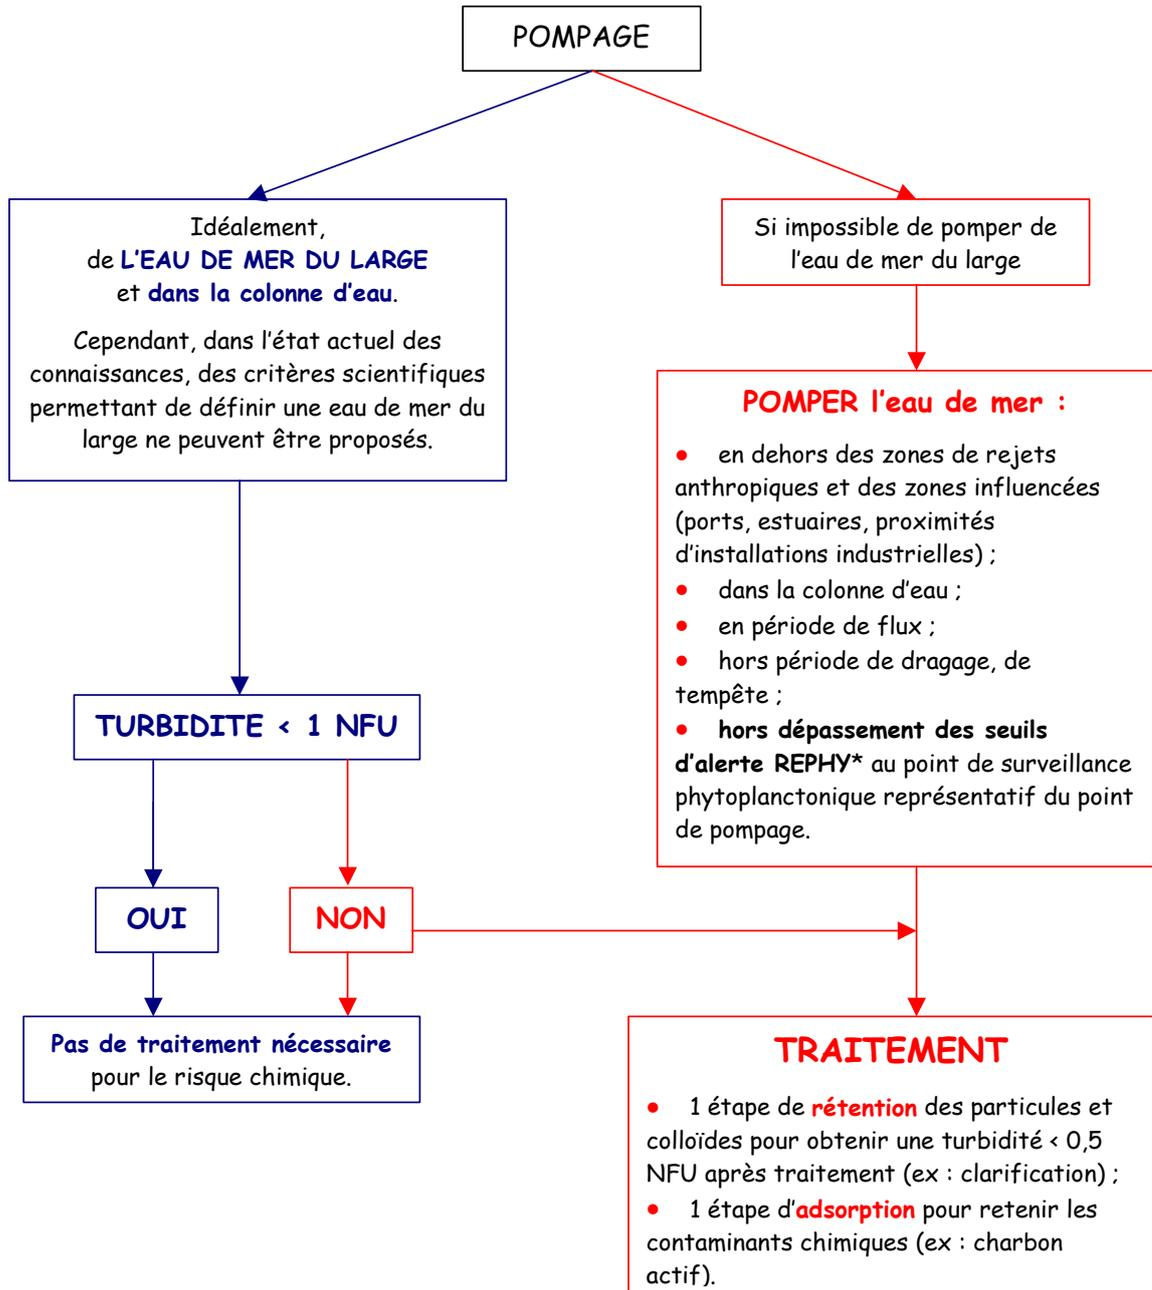 POMPAGE
Idéalement,
de L'EAU DE MER DU LARGE
et dans la colonne d'eau.
Cependant, dans l'état actuel des
connaissances, des critères scientifiques
permettant de définir une eau de mer du
large ne peuvent être proposés.
Si impossible de pomper de
l'eau de mer du large
POMPER l'eau de mer :
• en dehors des zones de rejets
anthropiques et des zones influencées
(ports, estuaires, proximités
d'installations industrielles) ;
• dans la colonne d'eau ;
• en période de flux ;
• hors période de dragage, de
tempête ;
• hors dépassement des seuils
d'alerte REPHY* au point de surveillance
phytoplanctonique représentatif du point
de pompage.
TURBIDITE < 1 NFU
OUI
NON
Pas de traitement nécessaire
pour le risque chimique.
TRAITEMENT
• 1 étape de rétention des particules et
colloïdes pour obtenir une turbidité < 0,5
NFU après traitement (ex : clarification) ;
• 1 étape d'adsorption pour retenir les
contaminants chimiques (ex : charbon
actif).